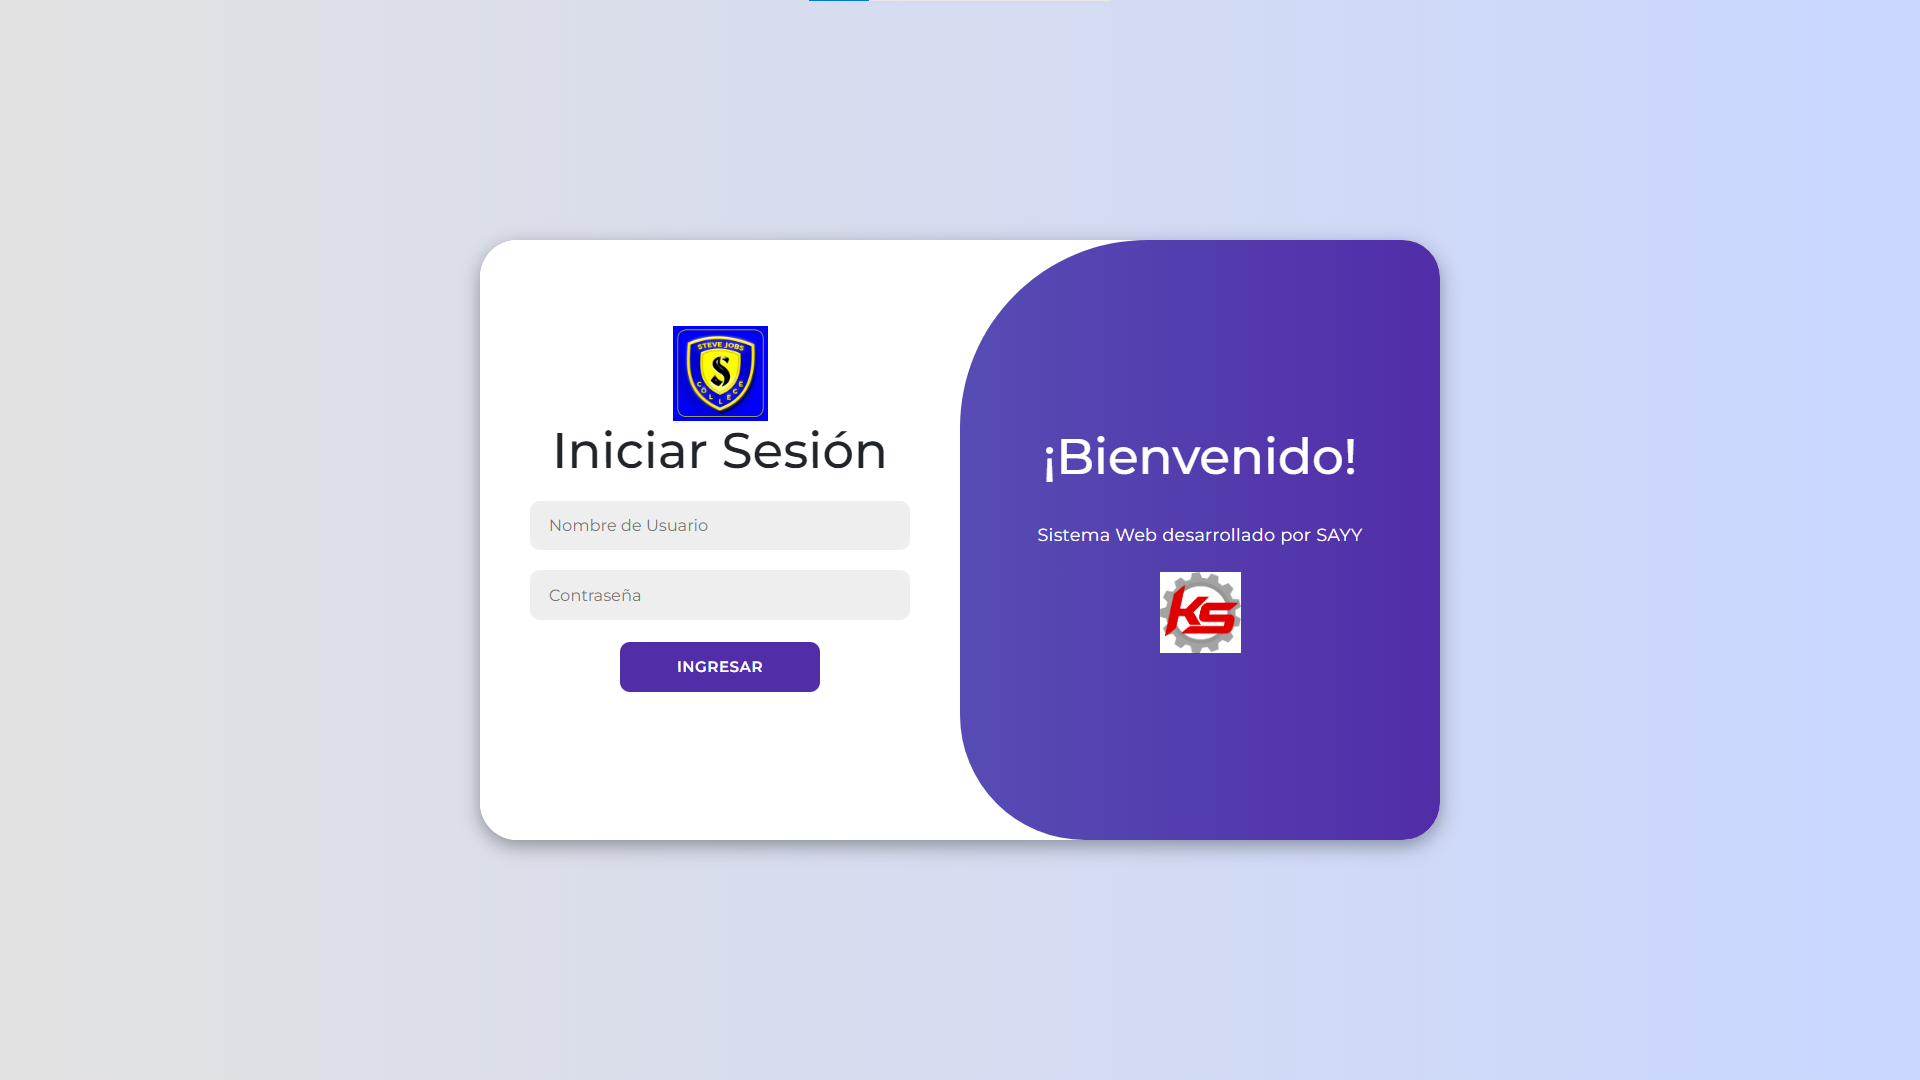 STEVE JOBS
S
COLLEGE
Iniciar Sesión
Nombre de Usuario
Contraseña
INGRESAR
¡Bienvenido!
Sistema Web desarrollado por SAYY
KS